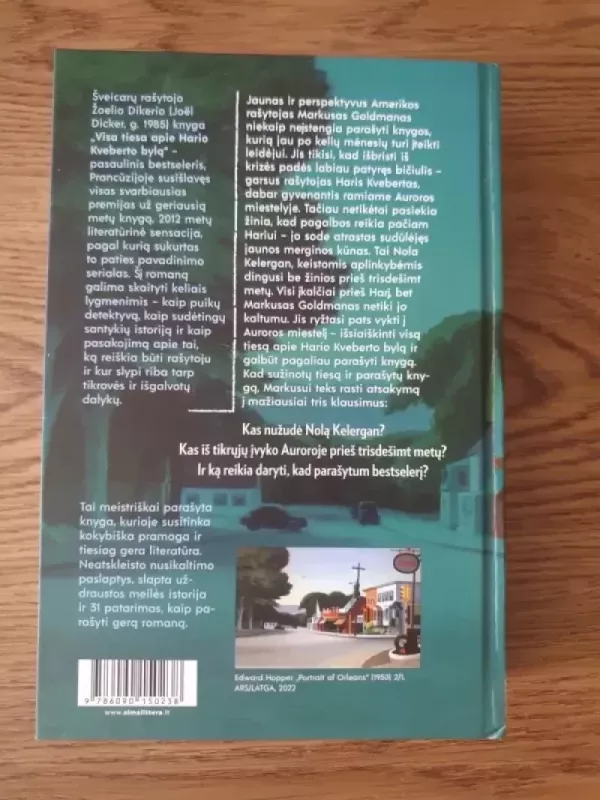 Šveicarų rašytojo
Žoelio Dikerio (Joël
Dicker, g. 1985) knyga
„Visa tiesa apie Hario
Kveberto bylą“ –
pasaulinis bestseleris,
Prancūzijoje susišlavęs
visas svarbiausias
premijas už geriausią
metų knygą, 2012 metų
literatūrinė sensacija,
pagal kurią sukurtas
to paties pavadinimo
serialas. Šį romaną
galima skaityti keliais
lygmenimis – kaip puikų
detektyvą, kaip sudėtingų
santykių istoriją ir kaip
pasakojimą apie tai,
ką reiškia būti rašytoju
ir kur slypi riba tarp
tikrovės ir išgalvotų
dalykų.
Jaunas ir perspektyvus Amerikos
rašytojas Markusas Goldmanas
niekaip neįstengia parašyti knygos,
kurią jau po kelių mėnesių turi įteikti
leidėjui. Jis tikisi, kad išbristi iš
krizės padės labiau patyręs bičiulis –
garsus rašytojas Haris Kvebertas,
dabar gyvenantis ramiame Auroros
miestelyje. Tačiau netikėtai pasiekia
žinia, kad pagalbos reikia pačiam
Hariui – jo sode atrastas sudūlėjęs
jaunos merginos kūnas. Tai Nola
Kelergan, keistomis aplinkybėmis
dingusi be žinios prieš trisdešimt
metų. Visi įkalčiai prieš Harį, bet
Markusas Goldmanas netiki jo
kaltumu. Jis ryžtasi pats vykti į
Auroros miestelį – išsiaiškinti visą
tiesą apie Hario Kveberto bylą ir
galbūt pagaliau parašyti knygą.
Kad sužinotų tiesą ir parašytų kny-
gą, Markusui teks rasti atsakymą
į mažiausiai tris klausimus:
Kas nužudė Nolą Kelergan?
Kas iš tikrųjų įvyko Auroroje prieš trisdešimt metų?
Ir ką reikia daryti, kad parašytum bestselerį?
Tai meistriškai parašyta
knyga, kurioje susitinka
kokybiška pramoga ir
tiesiog gera literatūra.
Neatskleisto nusikaltimo
paslaptys, slapta už-
draustos meilės istorija
ir 31 patarimas, kaip pa-
rašyti gerą romaną.
Edward Hopper „Portrait of Orleans“ (1950) 2/l.
ARS/LATGA, 2022
9 786090 150238
www.almalittera.lt